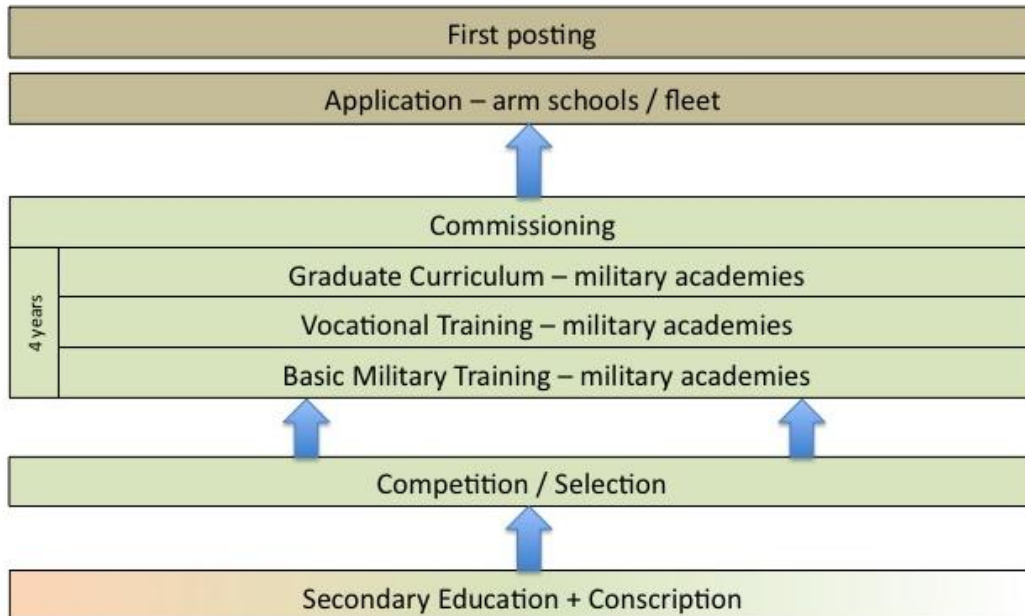 First posting
Application – arm schools / fleet
Commissioning
4 years
Graduate Curriculum – military academies
Vocational Training – military academies
Basic Military Training – military academies
Competition / Selection
Secondary Education + Conscription